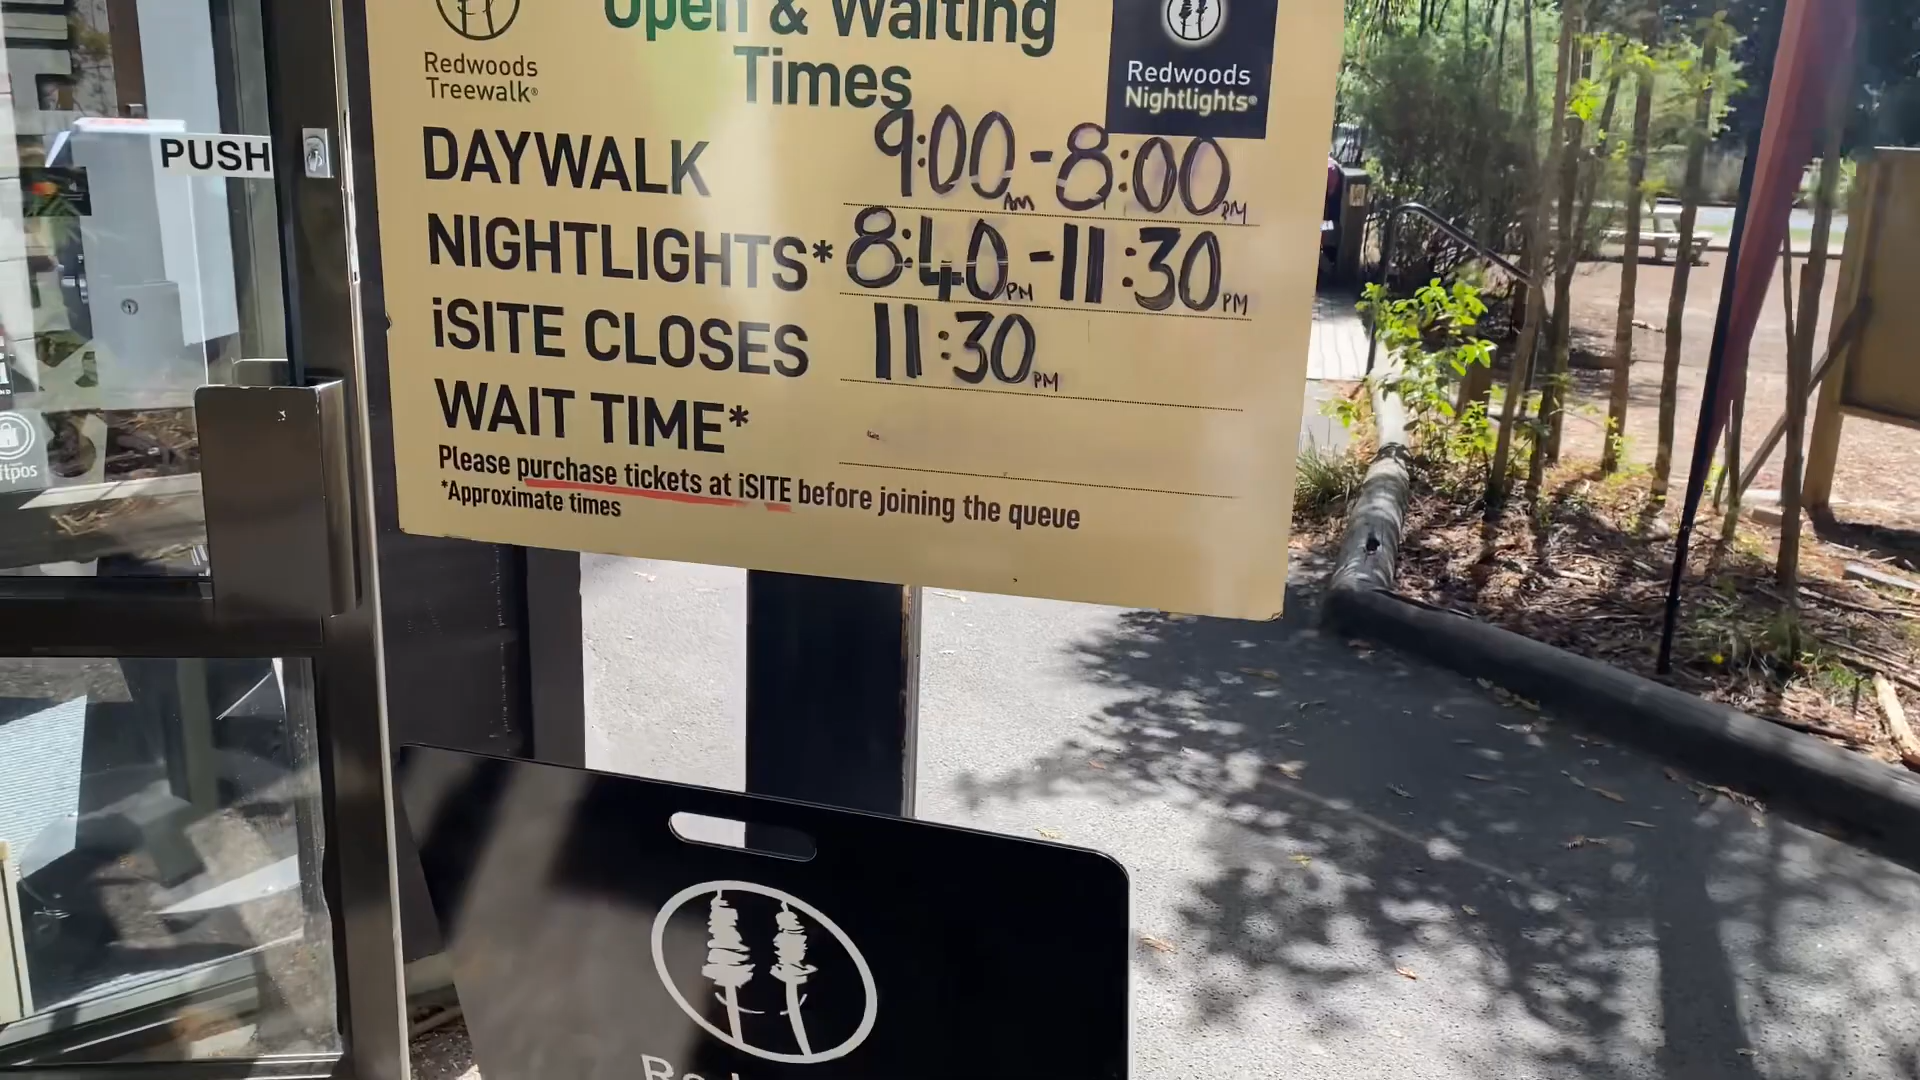 Open & Waiting
Times
Redwoods
Treewalk®
Redwoods
Nightlights®
PUSH
DAYWALK 9:00AM - 8:00PM
NIGHTLIGHTS* 8:40PM - 11:30PM
iSITE CLOSES 11:30PM
WAIT TIME*
Please purchase tickets at iSITE before joining the queue
*Approximate times